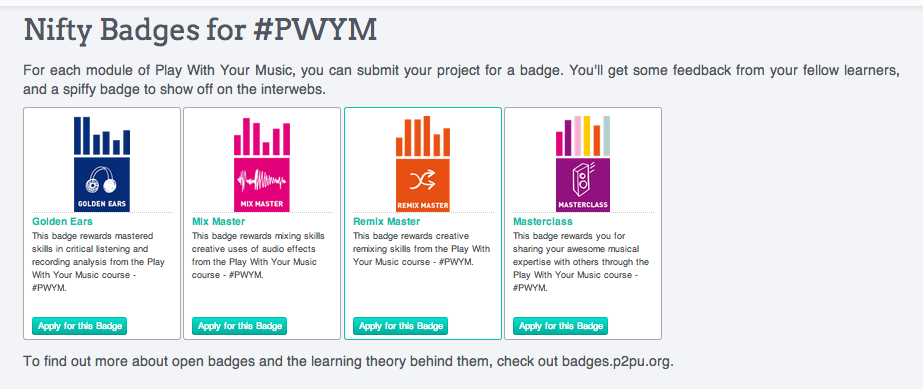 Nifty Badges for #PWYM
For each module of Play With Your Music, you can submit your project for a badge. You'll get some feedback from your fellow learners,
and a spiffy badge to show off on the interwebs.
GOLDEN EARS
Golden Ears
This badge rewards mastered
skills in critical listening and
recording analysis from the Play
With Your Music course -
#PWYM.
Apply for this Badge
MIX MASTER
Mix Master
This badge rewards mixing skills
creative uses of audio effects
from the Play With Your Music
course - #PWYM.
Apply for this Badge
REMIX MASTER
Remix Master
This badge rewards creative
remixing skills from the Play With
Your Music course - #PWYM.
Apply for this Badge
MASTERCLASS
Masterclass
This badge rewards you for
sharing your awesome musical
expertise with others through the
Play With Your Music course -
#PWYM.
Apply for this Badge
To find out more about open badges and the learning theory behind them, check out badges.p2pu.org.